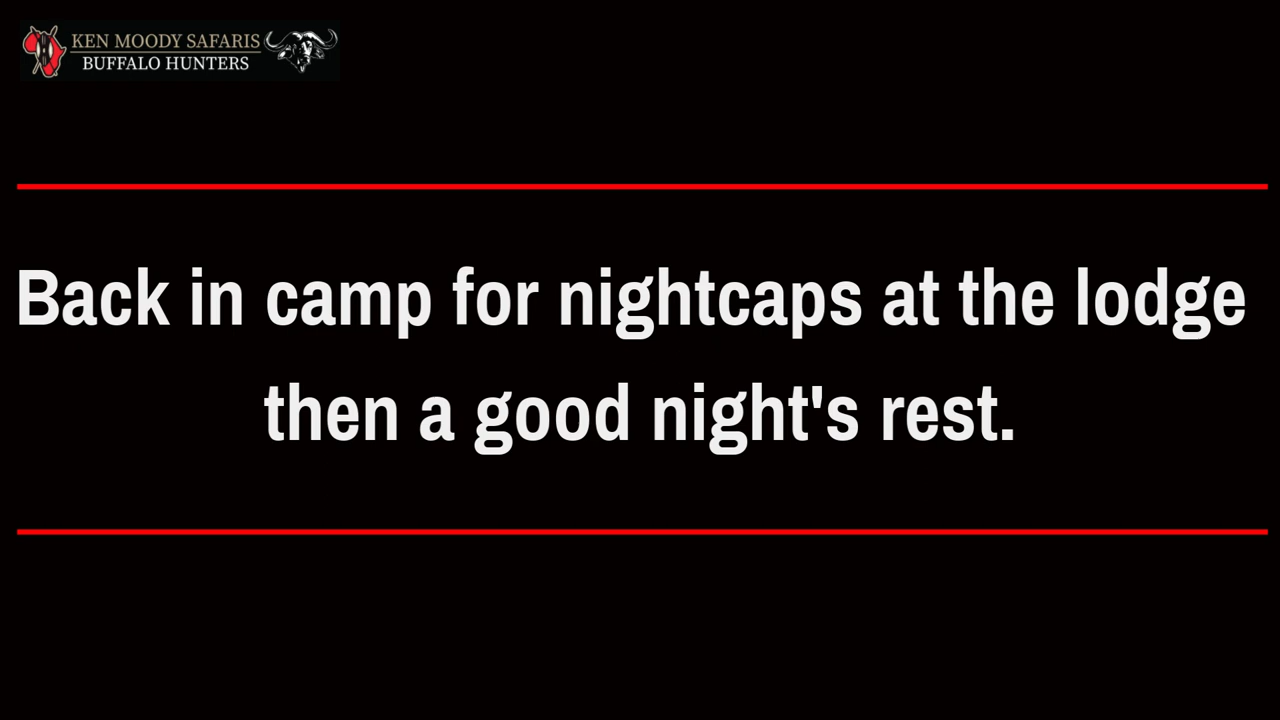 KEN MOODY SAFARIS
BUFFALO HUNTERS
Back in camp for nightcaps at the lodge
then a good night's rest.